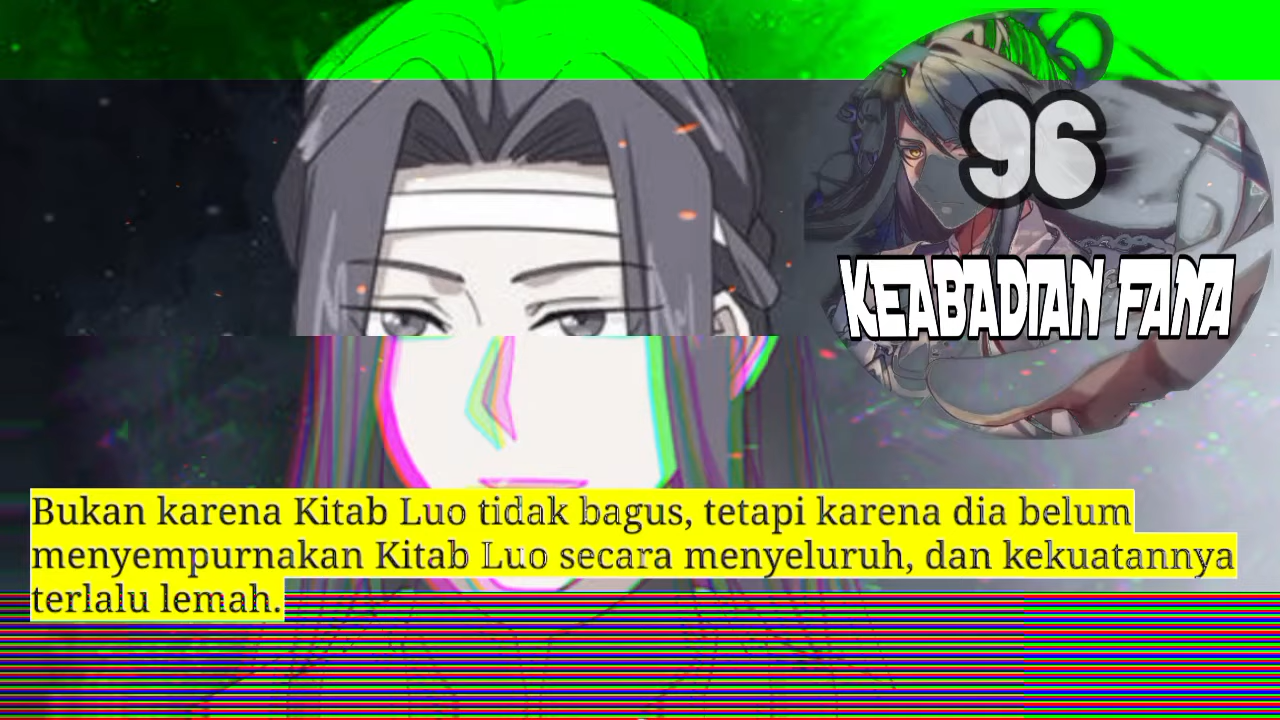 96
KEABADIAN FANA
Bukan karena Kitab Luo tidak bagus, tetapi karena dia belum
menyempurnakan Kitab Luo secara menyeluruh, dan kekuatannya
terlalu lemah.